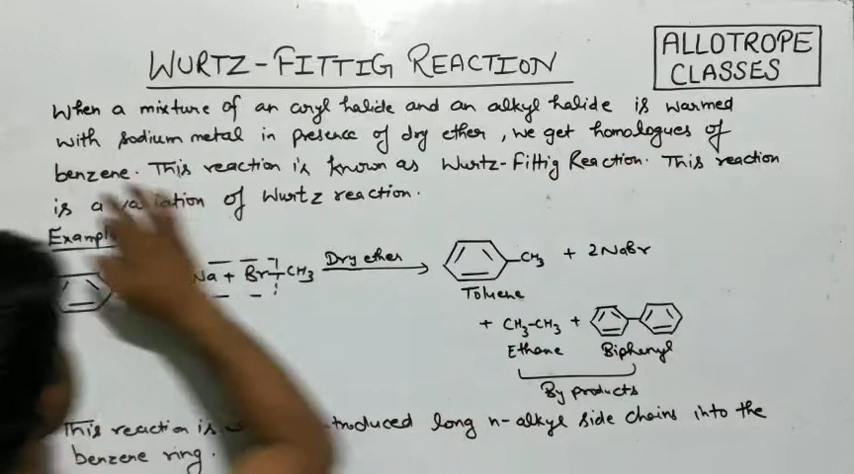 WURTZ-FITTIG REACTION
ALLOTROPE
CLASSES
When a mixture of an aryl halide and an alkyl halide is warmed
with sodium metal in presence of dry ether, we get homologues of
benzene. This reaction is known as Wurtz-Fittig Reaction. This reaction
is a variation of Wurtz reaction.
Exampl
Na + Br CH3 Dry ether CH3 + 2NaBr
Toluene
+ CH3-CH3 +
Ethane Biphenyl
By products
This reaction is troduced long n-alkyl side chains into the
benzene ring.